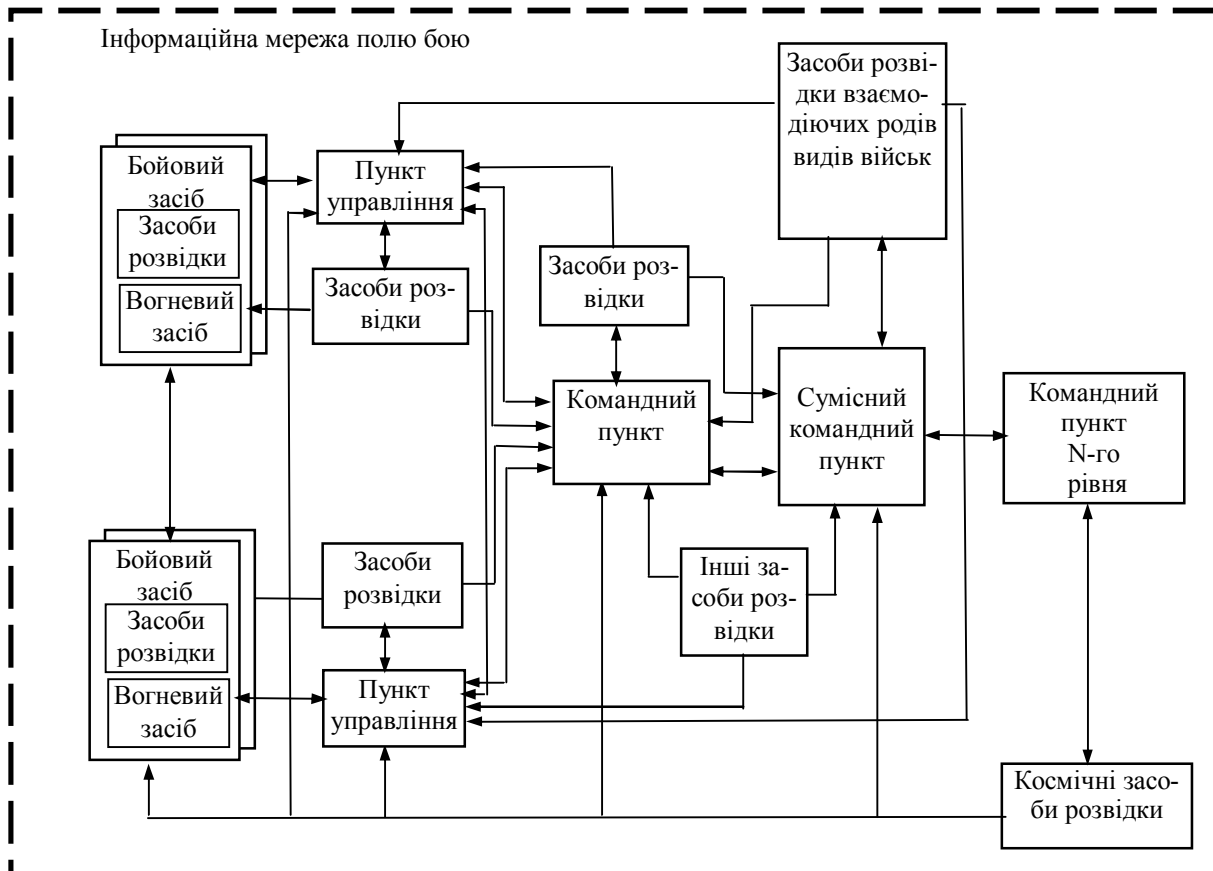 Інформаційна мережа полю бою
Засоби розві-
дки взаємо-
діючих родів
видів військ
Бойовий
засіб
Засоби
розвідки
Вогневий
засіб
Пункт
управління
Засоби роз-
відки
Засоби роз-
відки
Командний
пункт
Сумісний
командний
пункт
Командний
пункт
N-го
рівня
Бойовий
засіб
Засоби
розвідки
Вогневий
засіб
Засоби
розвідки
Пункт
управління
Інші за-
соби роз-
відки
Космічні засо-
би розвідки